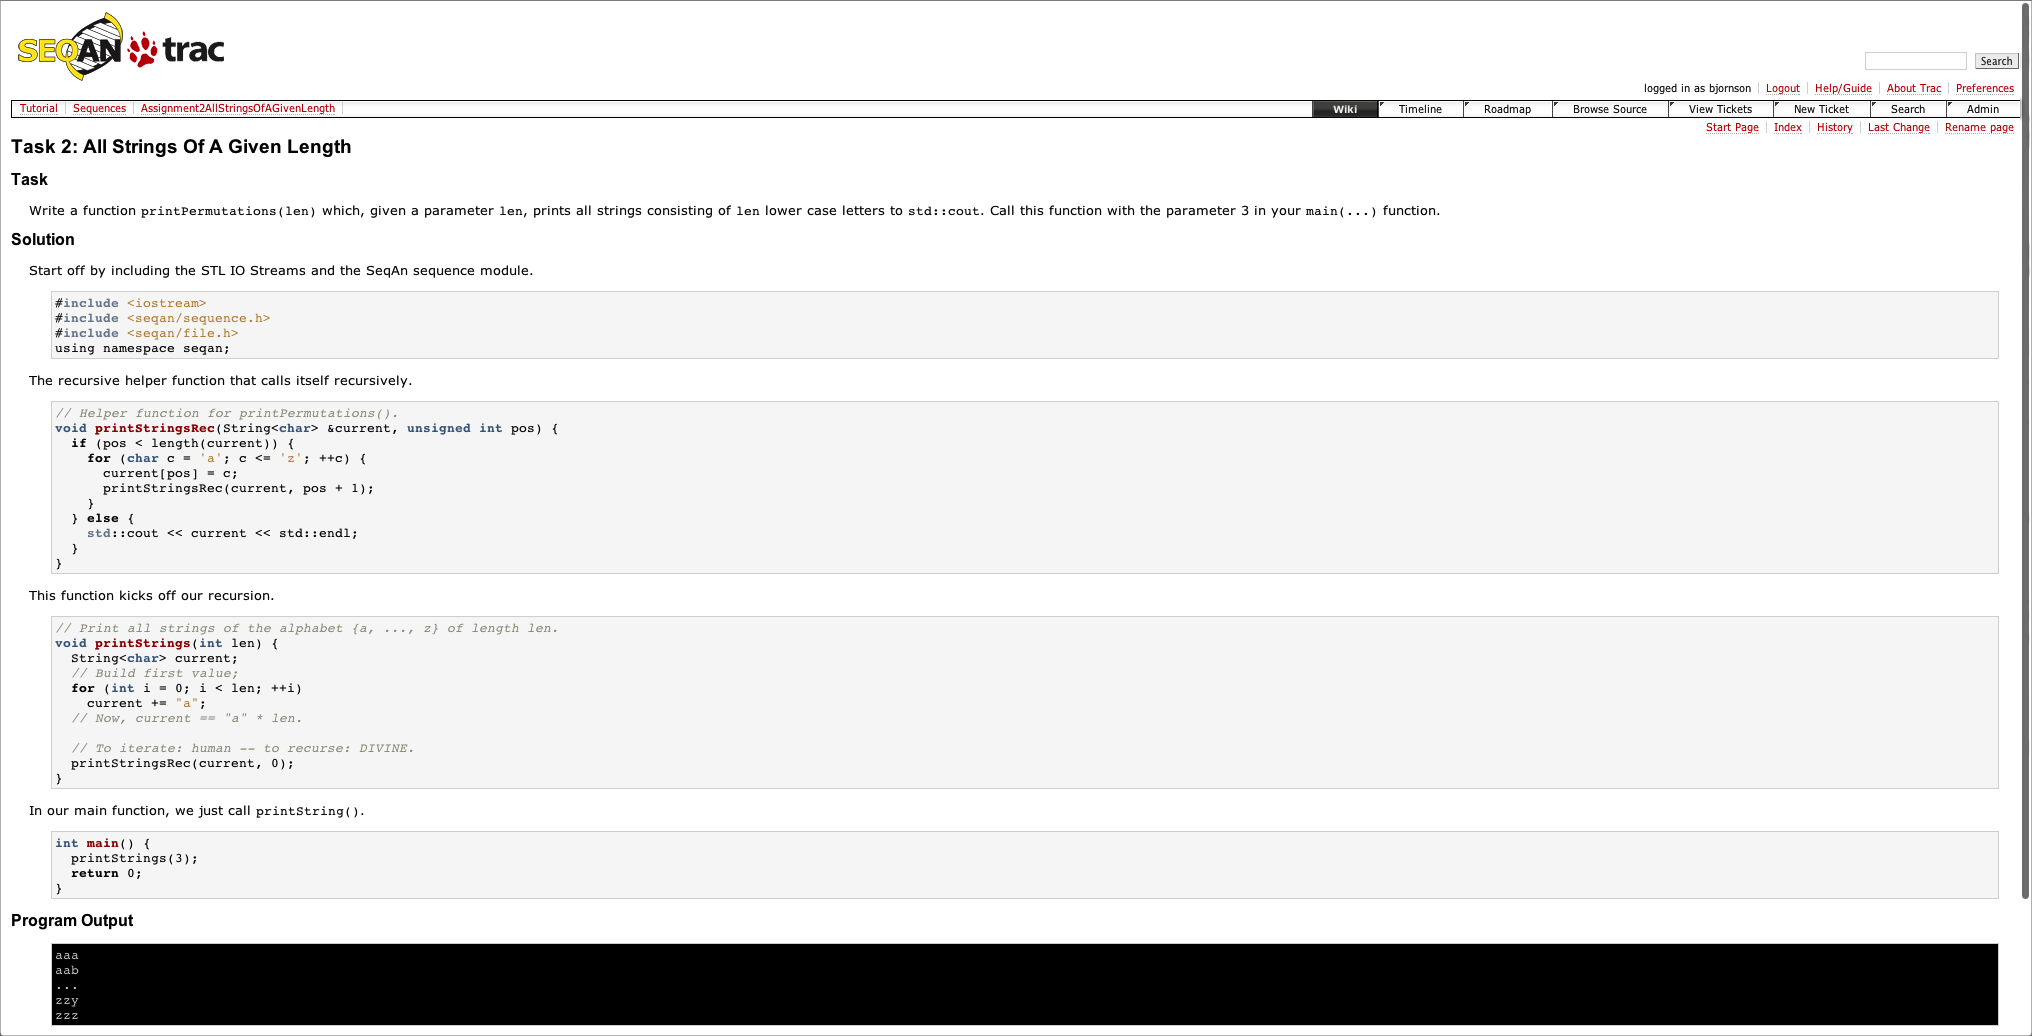 SEQAN trac
Search
logged in as bjornson Logout Help/Guide About Trac Preferences
Tutorial Sequences Assignment2AllStringsOfAGivenLength Wiki Timeline Roadmap Browse Source View Tickets New Ticket Search Admin
Start Page Index History Last Change Rename page
Task 2: All Strings Of A Given Length
Task
Write a function printPermutations(len) which, given a parameter len, prints all strings consisting of len lower case letters to std::cout. Call this function with the parameter 3 in your main(...) function.
Solution
Start off by including the STL IO Streams and the SeqAn sequence module.
#include <iostream>
#include <seqan/sequence.h>
#include <seqan/file.h>
using namespace seqan;
The recursive helper function that calls itself recursively.
// Helper function for printPermutations().
void printStringsRec(String<char> &current, unsigned int pos) {
  if (pos < length(current)) {
    for (char c = 'a'; c <= 'z'; ++c) {
      current[pos] = c;
      printStringsRec(current, pos + 1);
    }
  } else {
    std::cout << current << std::endl;
  }
}
This function kicks off our recursion.
// Print all strings of the alphabet {a, ..., z} of length len.
void printStrings(int len) {
  String<char> current;
  // Build first value;
  for (int i = 0; i < len; ++i)
    current += "a";
  // Now, current == "a" * len.
  // To iterate: human -- to recurse: DIVINE.
  printStringsRec(current, 0);
}
In our main function, we just call printString().
int main() {
  printStrings(3);
  return 0;
}
Program Output
aaa
aab
...
zzy
zzz